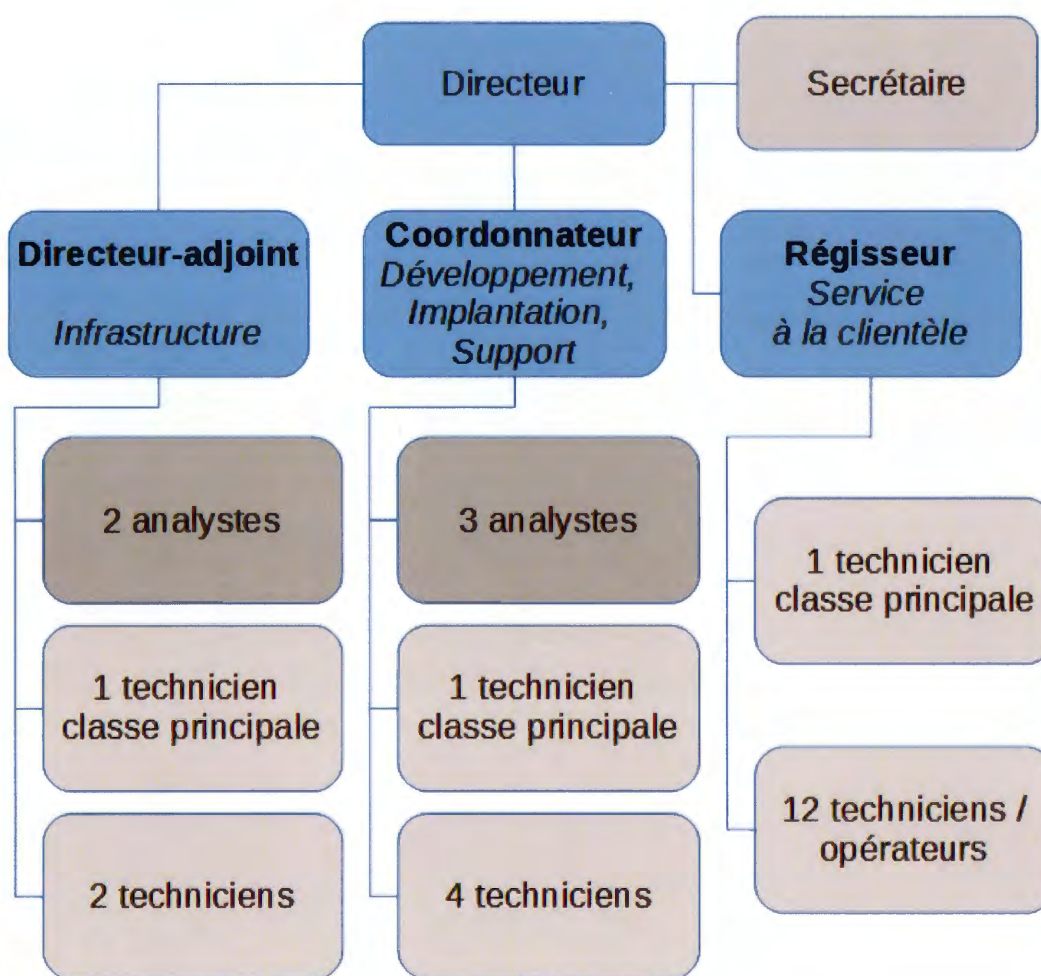 Directeur
Secrétaire
Directeur-adjoint
Infrastructure
Coordonnateur
Développement,
Implantation,
Support
Régisseur
Service
à la clientèle
2 analystes
1 technicien
classe principale
2 techniciens
3 analystes
1 technicien
classe principale
4 techniciens
1 technicien
classe principale
12 techniciens /
opérateurs